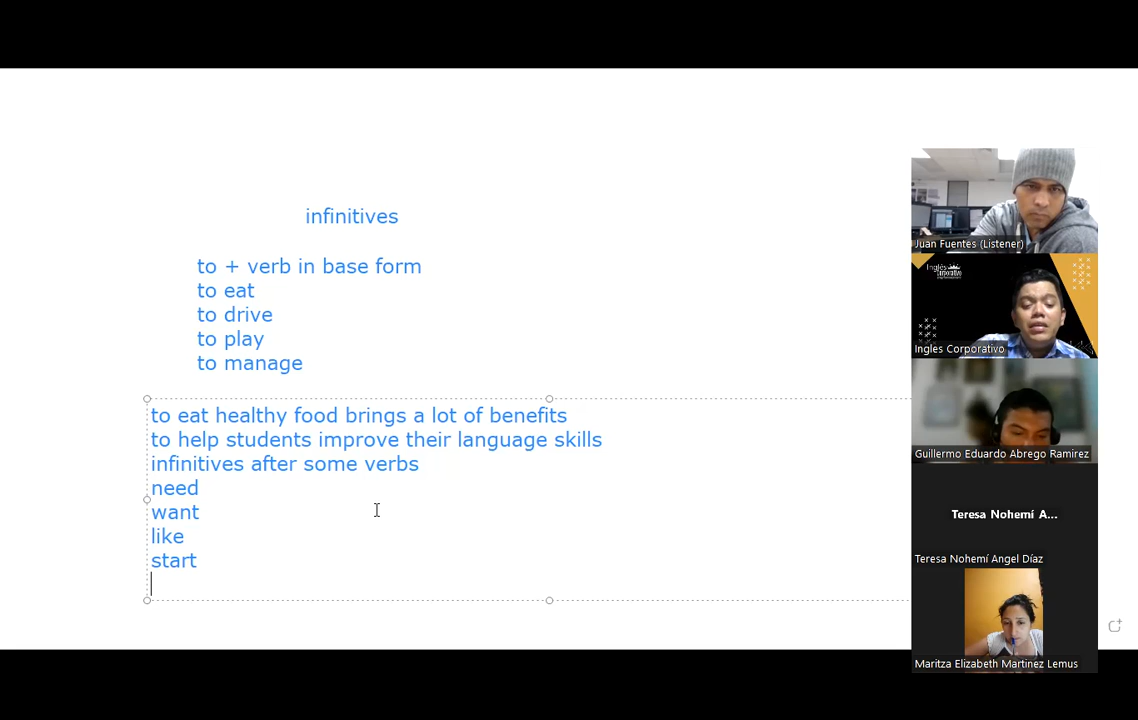 infinitives
to + verb in base form
to eat
to drive
to play
to manage
to eat healthy food brings a lot of benefits
to help students improve their language skills
infinitives after some verbs
need
want
like
start
Juan Fuentes (Listener)
Inglés
Corporativo
Ingles Corporativo
Guillermo Eduardo Abrego Ramirez
Teresa Nohemí A...
Teresa Nohemí Angel Díaz
Maritza Elizabeth Martinez Lemus